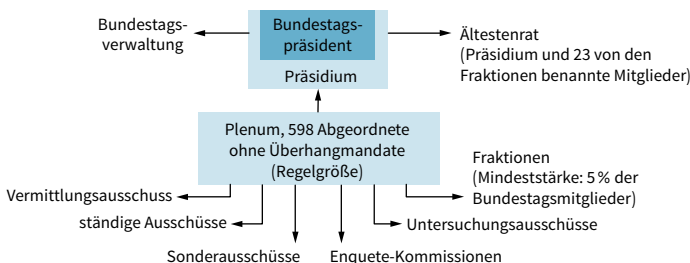 Bundestags-
verwaltung
Bundestags-
präsident
Präsidium
Ältestenrat
(Präsidium und 23 von den
Fraktionen benannte Mitglieder)
Plenum, 598 Abgeordnete
ohne Überhangmandate
(Regelgröße)
Fraktionen
(Mindeststärke: 5 % der
Bundestagsmitglieder)
Vermittlungsausschuss
ständige Ausschüsse
Untersuchungsausschüsse
Sonderausschüsse
Enquete-Kommissionen